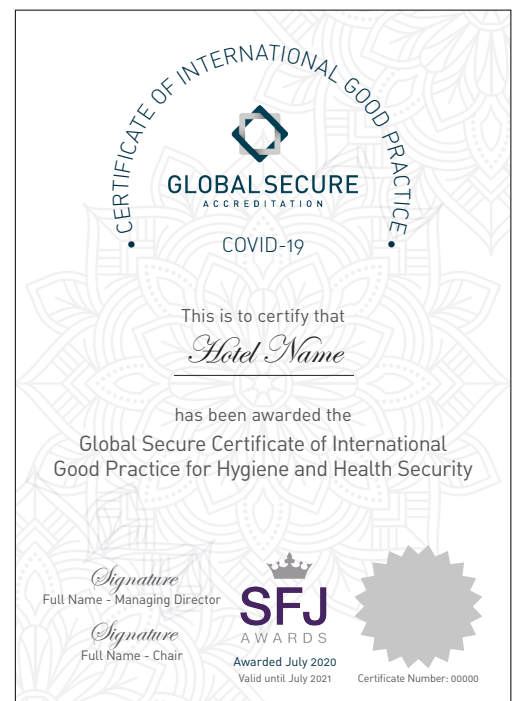 • CERTIFICATE OF INTERNATIONAL GOOD PRACTICE •
GLOBAL SECURE
ACCREDITATION
COVID-19
This is to certify that
Hotel Name
has been awarded the
Global Secure Certificate of International
Good Practice for Hygiene and Health Security
Signature
Full Name - Managing Director
Signature
Full Name - Chair
SFJ
AWARDS
Awarded July 2020
Valid until July 2021
Certificate Number: 00000